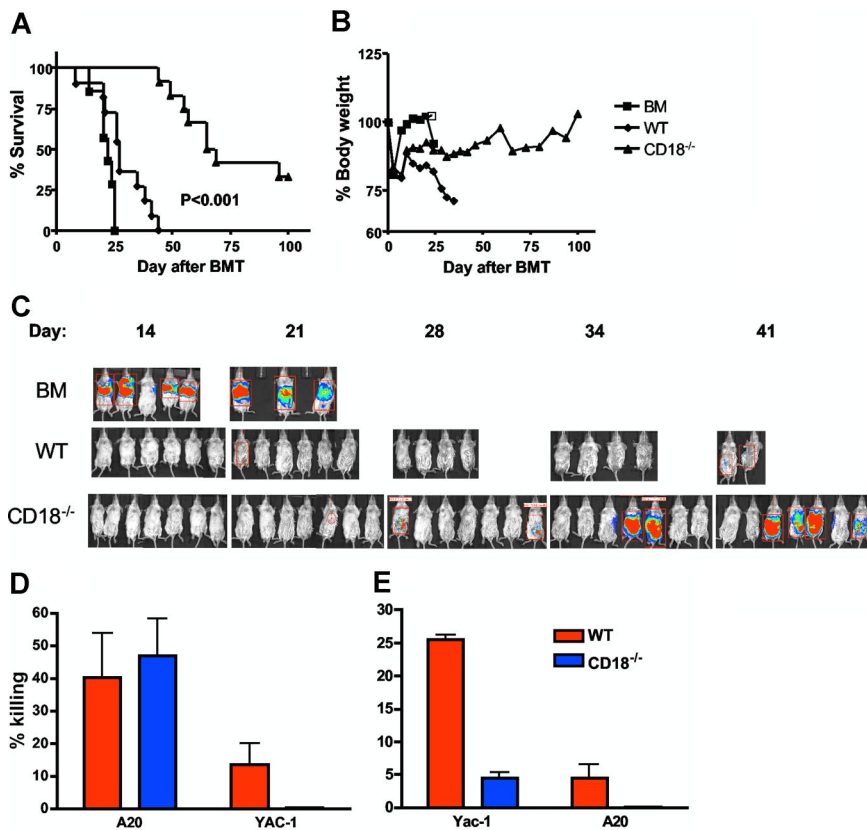 A
% Survival
100
75
50
25
0
P<0.001
0 25 50 75 100
Day after BMT
B
% Body weight
125
100
75
60
0 25 50 75 100
Day after BMT
BM
WT
CD18-/-
C
Day: 14 21 28 34 41
BM
WT
CD18-/-
D
% killing
60
50
40
30
20
10
0
A20 YAC-1
E
30
25
20
15
10
5
0
Yac-1 A20
WT
CD18-/-